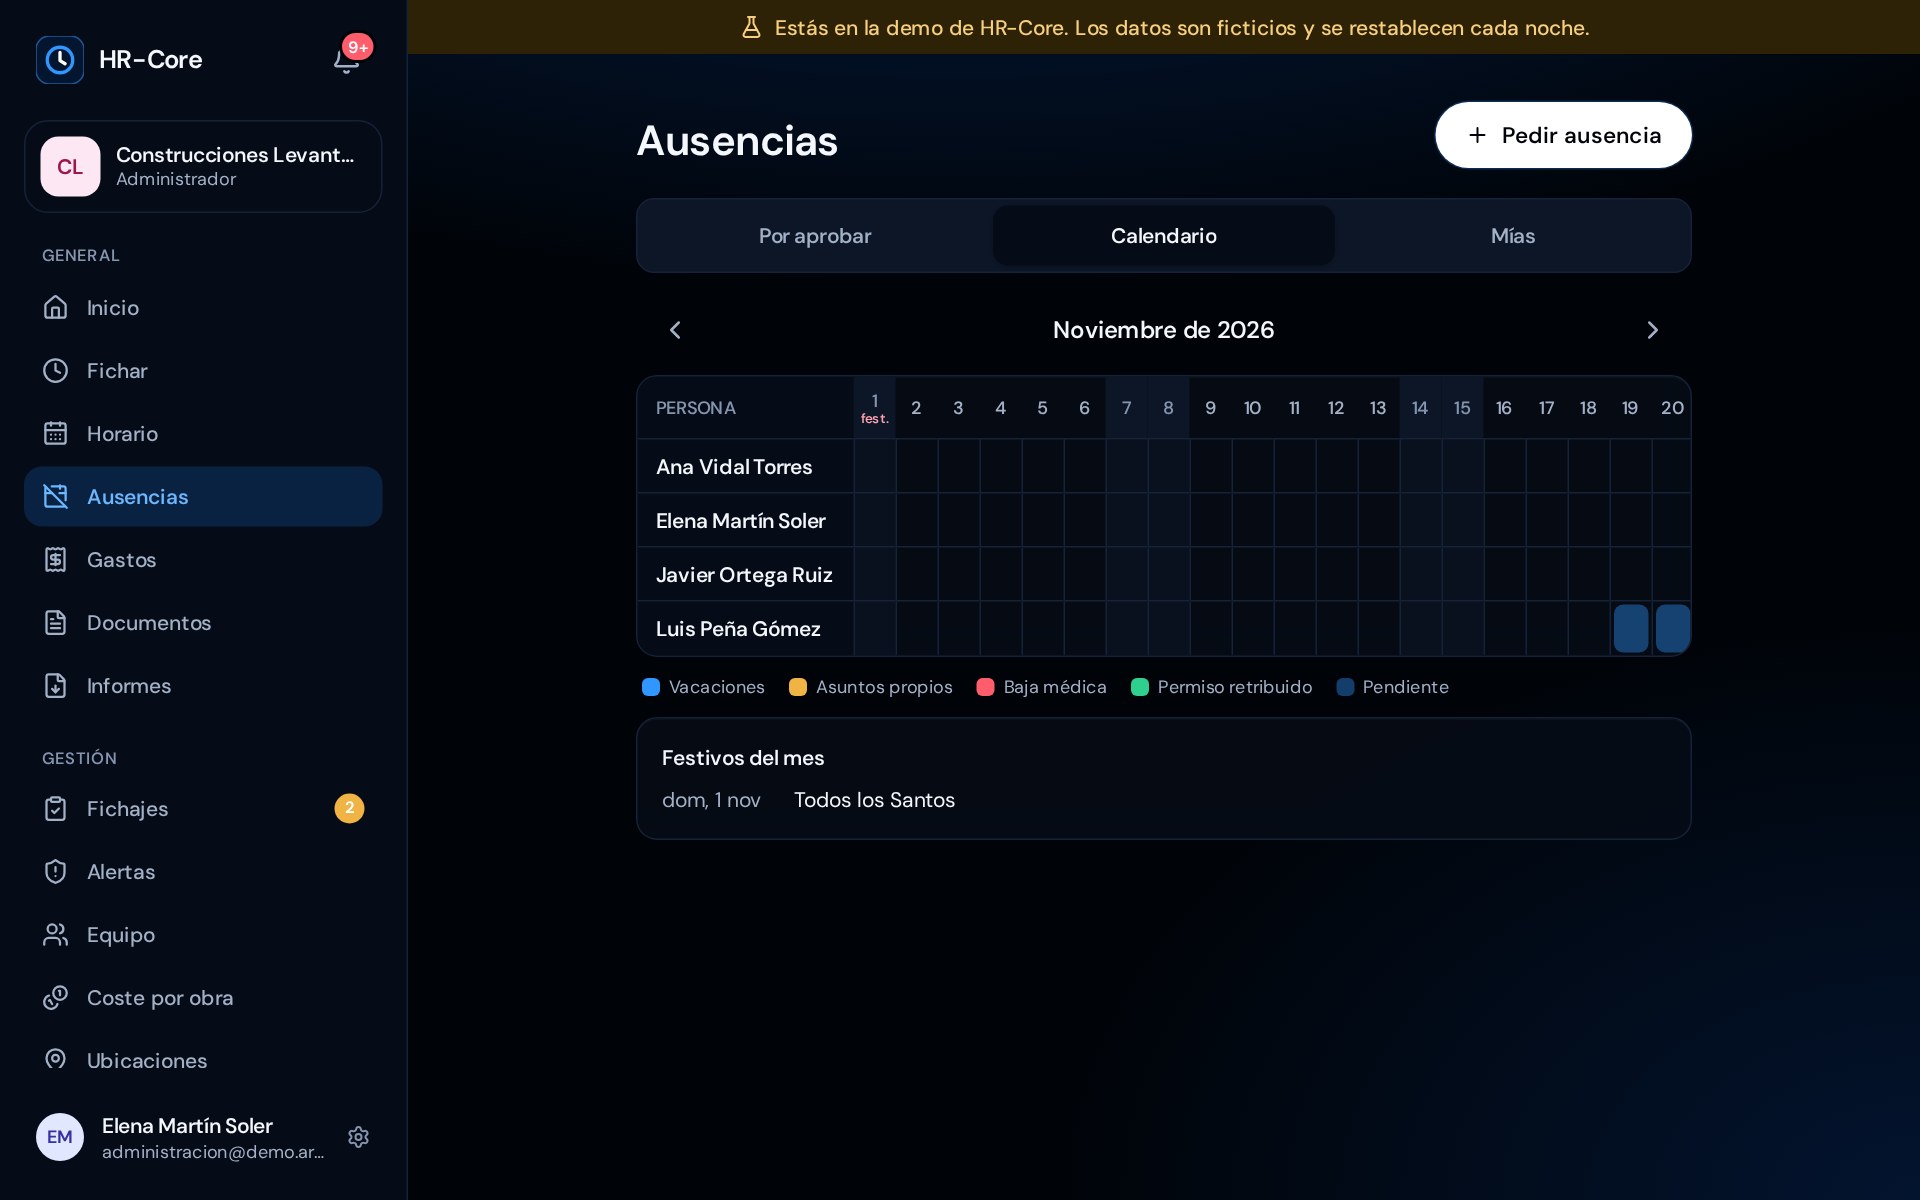 Estás en la demo de HR-Core. Los datos son ficticios y se restablecen cada noche.
HR-Core
9+
CL
Construcciones Levant...
Administrador
GENERAL
Inicio
Fichar
Horario
Ausencias
Gastos
Documentos
Informes
GESTIÓN
Fichajes
2
Alertas
Equipo
Coste por obra
Ubicaciones
EM
Elena Martín Soler
administracion@demo.ar...
Ausencias
Pedir ausencia
Por aprobar
Calendario
Mías
Noviembre de 2026
PERSONA 1 2 3 4 5 6 7 8 9 10 11 12 13 14 15 16 17 18 19 20
fest.
Ana Vidal Torres
Elena Martín Soler
Javier Ortega Ruiz
Luis Peña Gómez
Vacaciones Asuntos propios Baja médica Permiso retribuido Pendiente
Festivos del mes
dom, 1 nov Todos los Santos